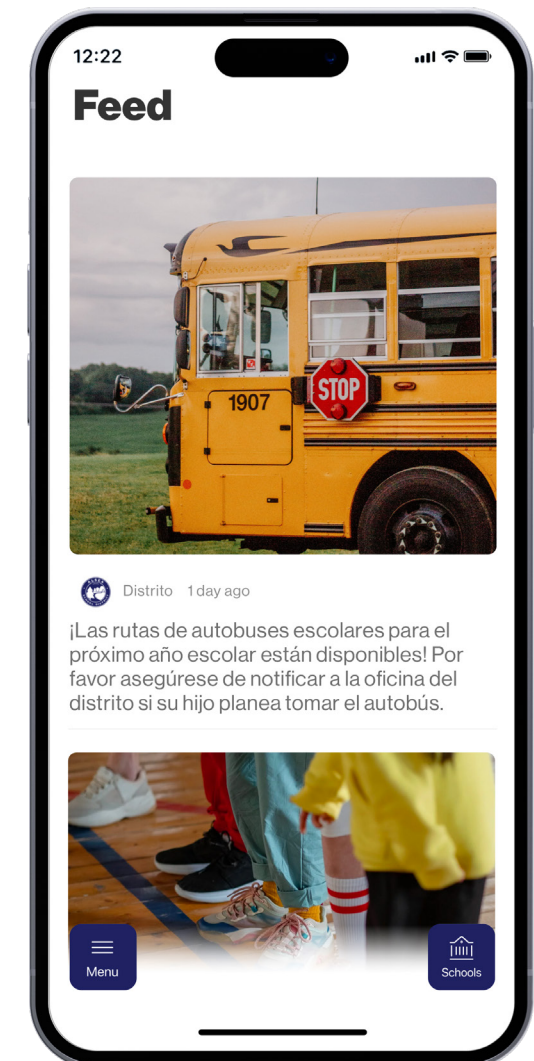 12:22
Feed
1907
STOP
Distrito 1 day ago
¡Las rutas de autobuses escolares para el
próximo año escolar están disponibles! Por
favor asegúrese de notificar a la oficina del
distrito si su hijo planea tomar el autobús.
Menu
Schools